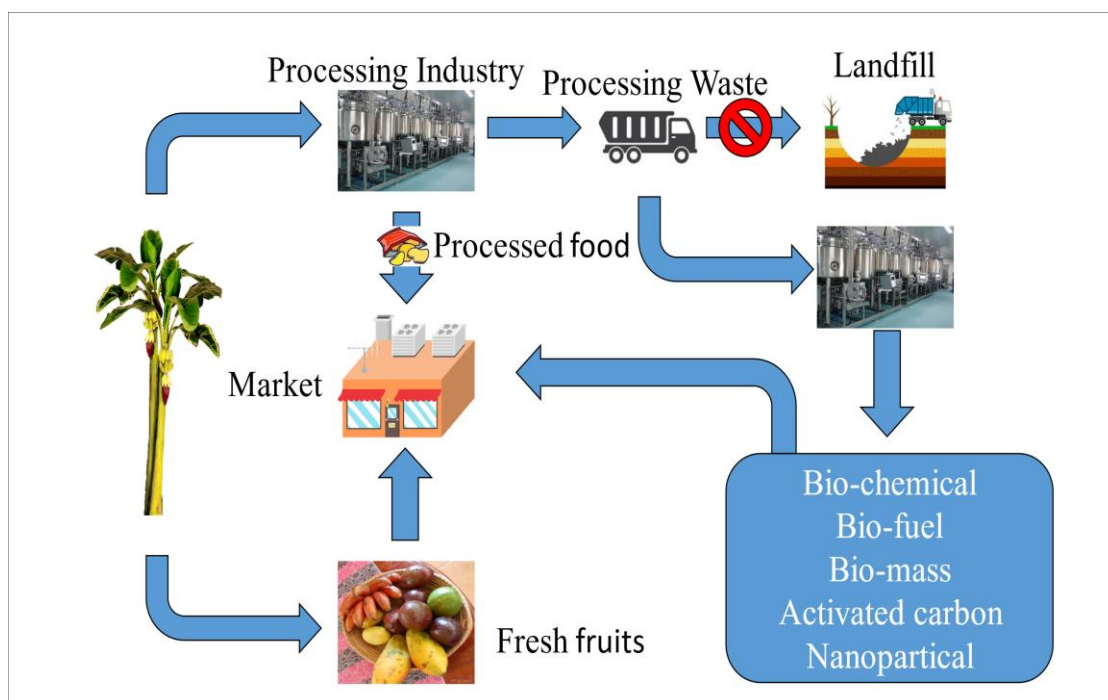 Processing Industry
Processing Waste
Landfill
Processed food
Market
Fresh fruits
Bio-chemical
Bio-fuel
Bio-mass
Activated carbon
Nanopartical